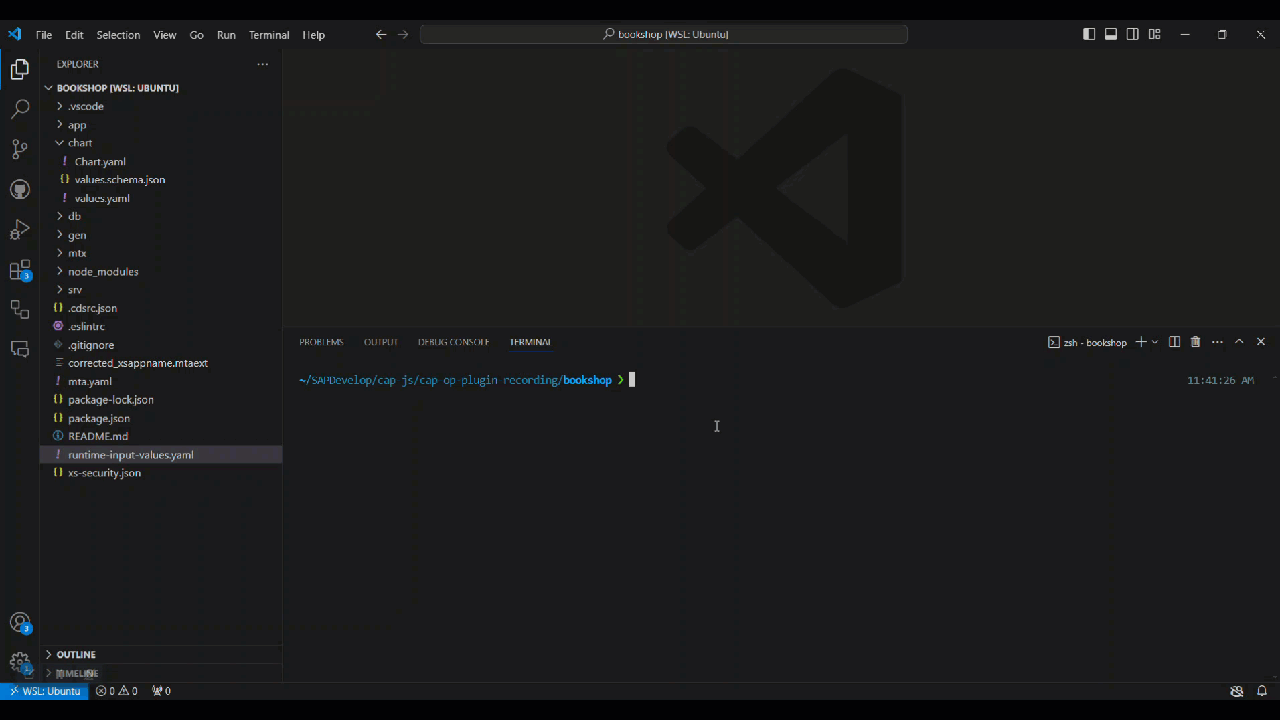 File Edit Selection View Go Run Terminal Help
bookshop [WSL: Ubuntu]
EXPLORER
BOOKSHOP [WSL: UBUNTU]
.vscode
app
chart
Chart.yaml
values.schema.json
values.yaml
db
gen
mtx
node_modules
srv
.cdsrc.json
.eslintrc
.gitignore
corrected_xsappname.mtaext
mta.yaml
package-lock.json
package.json
README.md
runtime-input-values.yaml
xs-security.json
OUTLINE
TIMELINE
PROBLEMS OUTPUT DEBUG CONSOLE TERMINAL
zsh - bookshop
~/SAPDevelop/cap js/cap-op-plugin recording/bookshop ❯
11:41:26 AM
3
3
1
WSL: Ubuntu 0 0 0